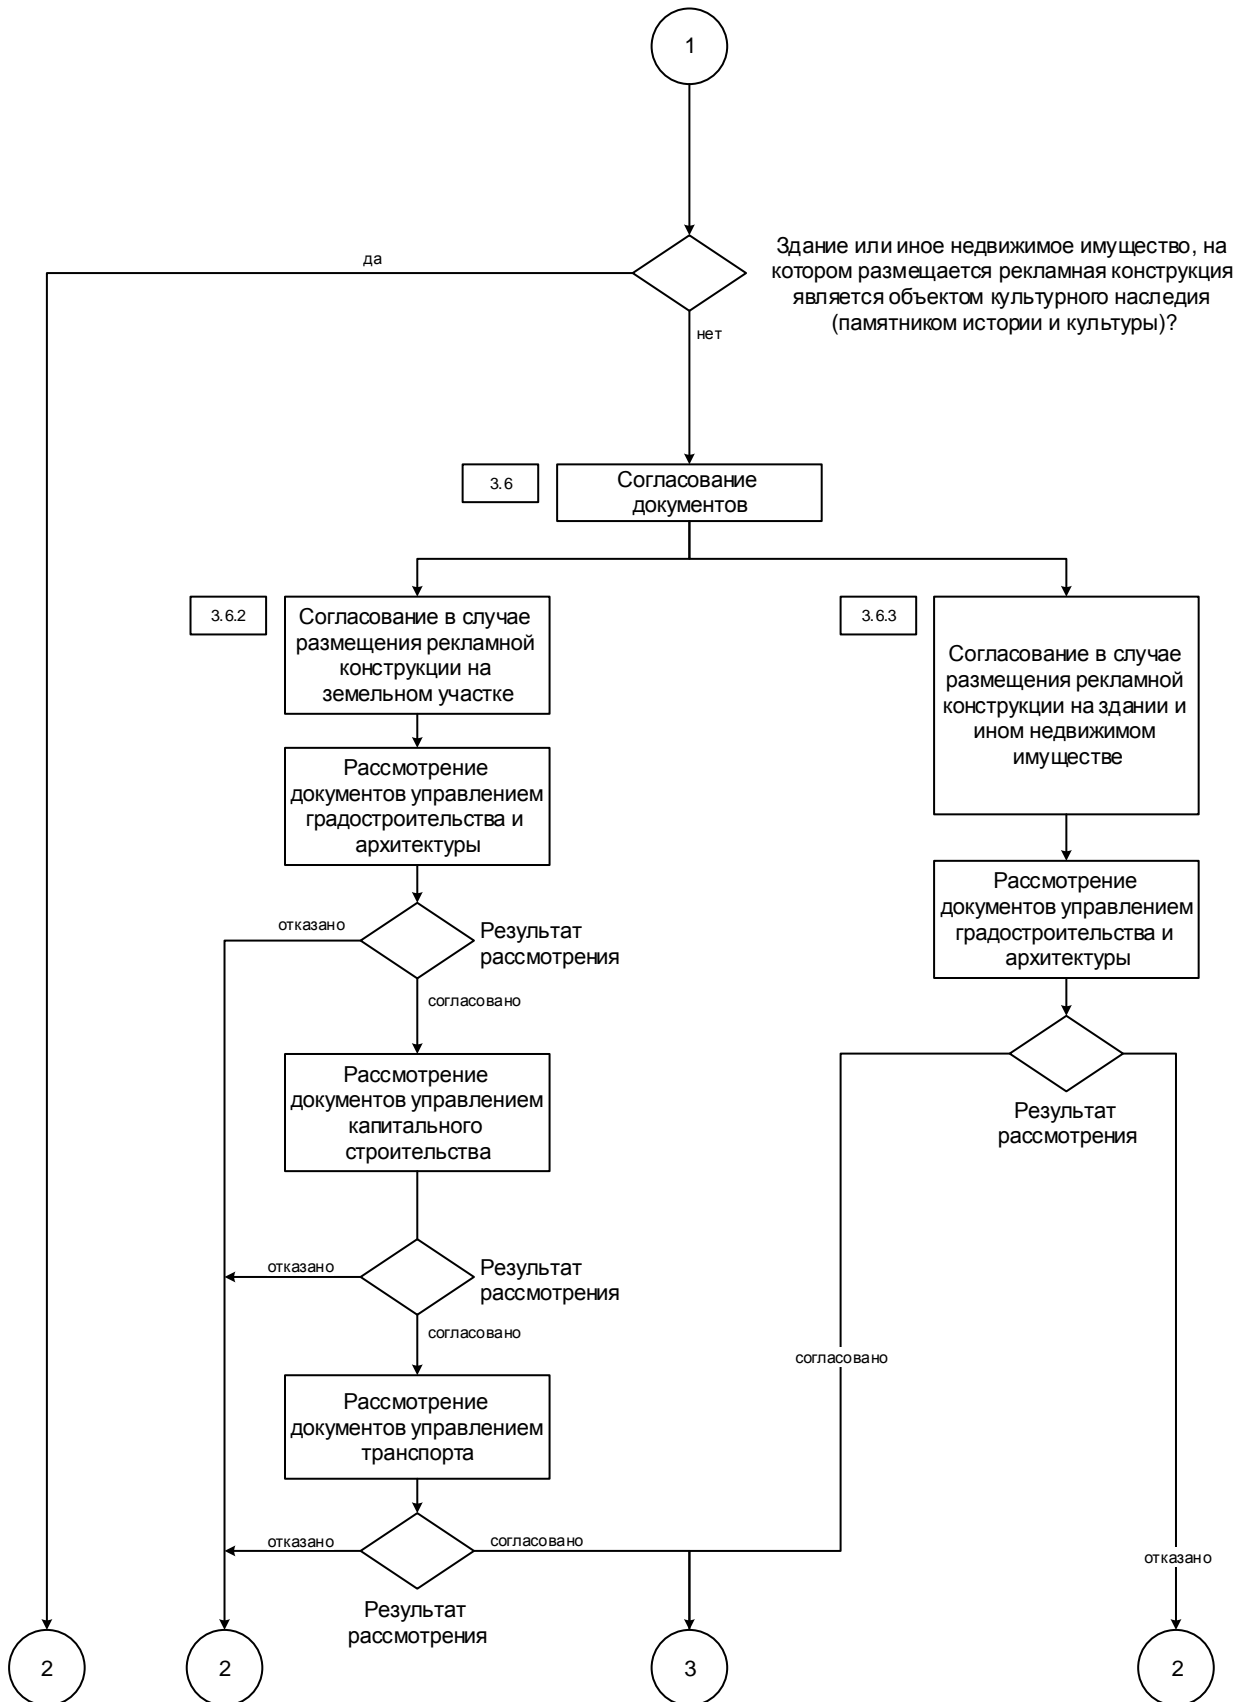 1
да
Здание или иное недвижимое имущество, на
котором размещается рекламная конструкция
является объектом культурного наследия
(памятником истории и культуры)?
нет
3.6
Согласование
документов
3.6.2
Согласование в случае
размещения рекламной
конструкции на
земельном участке
3.6.3
Согласование в случае
размещения рекламной
конструкции на здании и
ином недвижимом
имуществе
Рассмотрение
документов управлением
градостроительства и
архитектуры
Рассмотрение
документов управлением
градостроительства и
архитектуры
отказано
Результат
рассмотрения
согласовано
Рассмотрение
документов управлением
капитального
строительства
Результат
рассмотрения
отказано
Результат
рассмотрения
согласовано
согласовано
Рассмотрение
документов управлением
транспорта
отказано
согласовано
отказано
Результат
рассмотрения
2
2
3
2